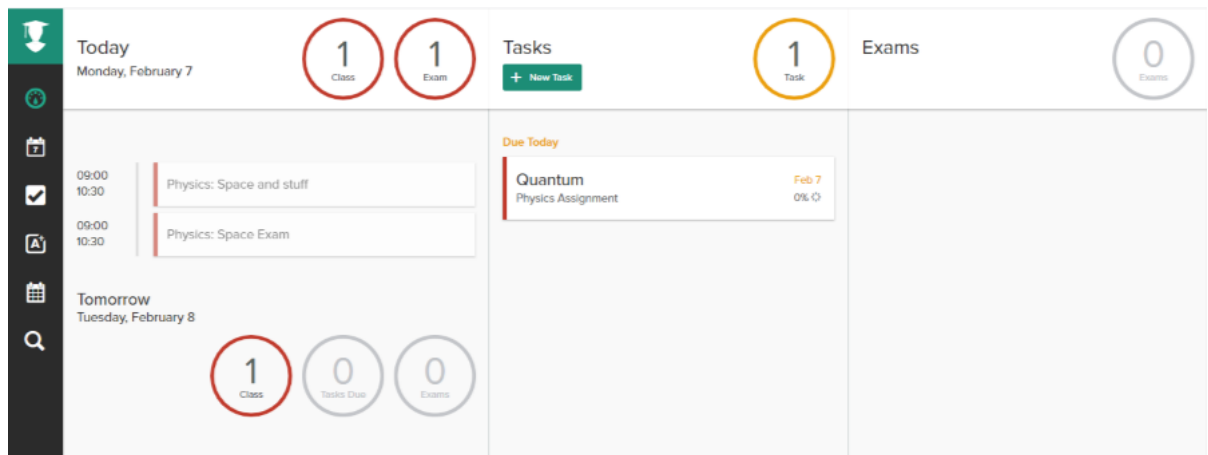 Today
Monday, February 7
1
Class
1
Exam
09:00
10:30
Physics: Space and stuff
09:00
10:30
Physics: Space Exam
Tomorrow
Tuesday, February 8
1
Class
0
Tasks Due
0
Exams
Tasks
+ New Task
1
Task
Due Today
Quantum
Feb 7
Physics Assignment
0%
Exams
0
Exams
7
A+